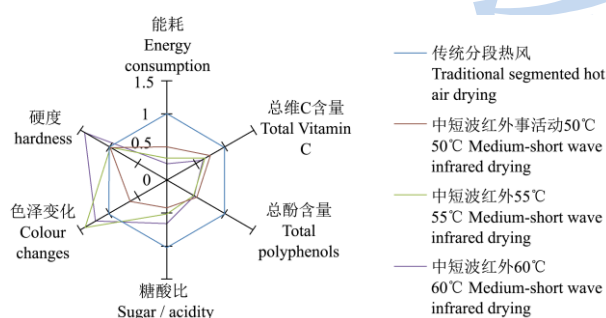 能耗
Energy
consumption
1.5
1
0.5
0
总维C含量
Total Vitamin
C
总酚含量
Total
polyphenols
糖酸比
Sugar / acidity
色泽变化
Colour
changes
硬度
hardness
传统分段热风
Traditional segmented hot
air drying
中短波红外事活动50℃
50℃ Medium-short wave
infrared drying
中短波红外55℃
55℃ Medium-short wave
infrared drying
中短波红外60℃
60℃ Medium-short wave
infrared drying